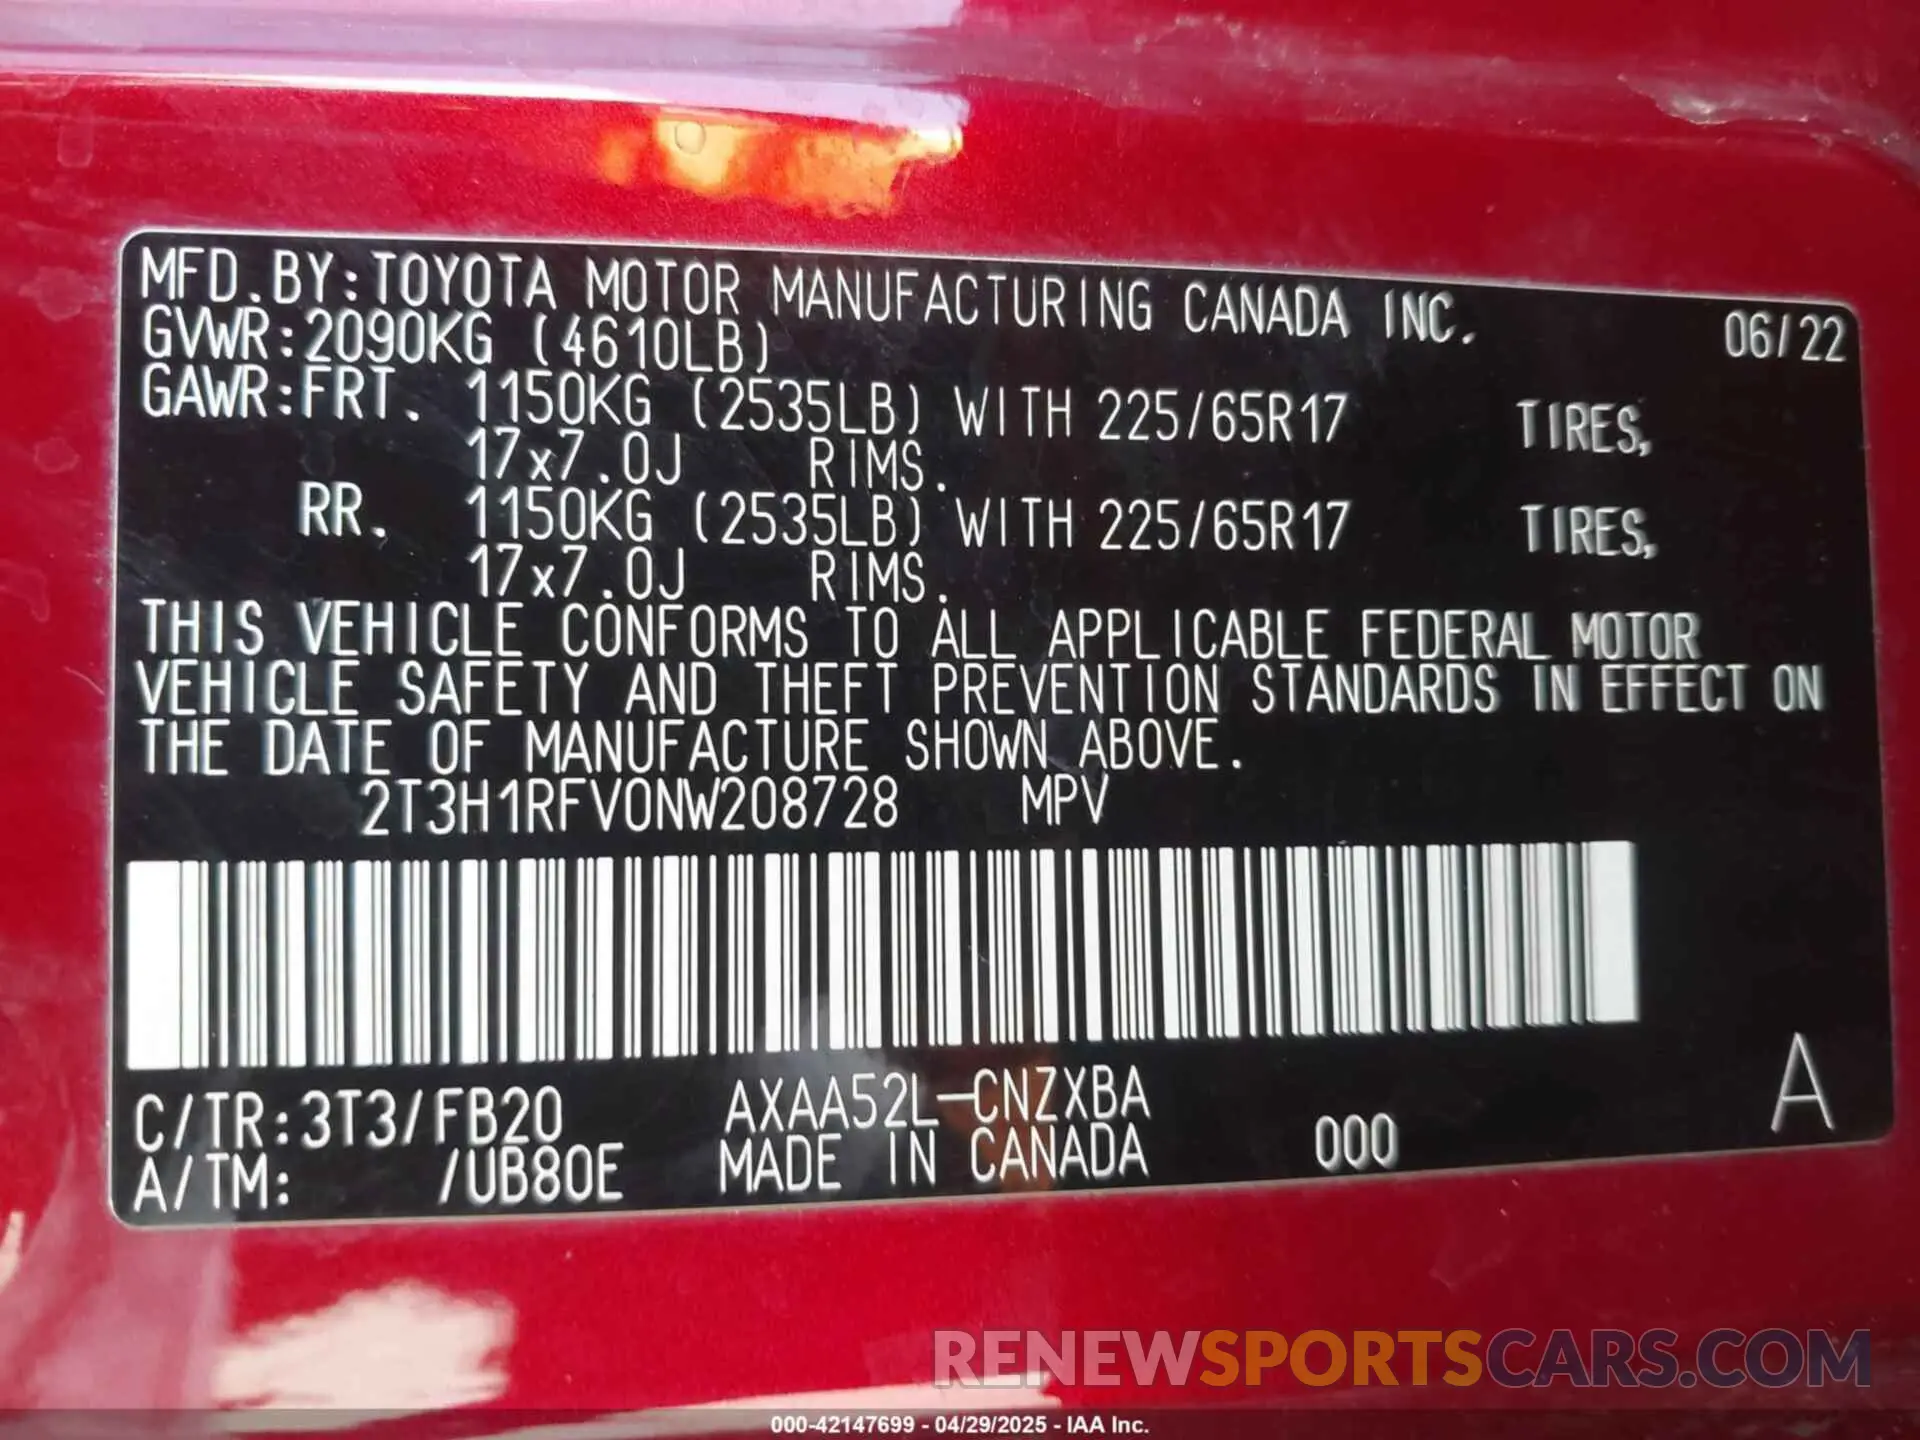 MFD.BY:TOYOTA MOTOR MANUFACTURING CANADA INC. 06/22
GVWR:2090KG (4610LB)
GAWR:FRT. 1150KG (2535LB) WITH 225/65R17 TIRES,
17x7.0J RIMS.
RR. 1150KG (2535LB) WITH 225/65R17 TIRES,
17x7.0J RIMS.
THIS VEHICLE CONFORMS TO ALL APPLICABLE FEDERAL MOTOR
VEHICLE SAFETY AND THEFT PREVENTION STANDARDS IN EFFECT ON
THE DATE OF MANUFACTURE SHOWN ABOVE.
2T3H1RFV0NW208728 MPV
C/TR:3T3/FB20 AXAA52L-CNZXBA
A/TM: /UB80E MADE IN CANADA 000 A
RENEWSPORTSCARS.COM
000-42147699 - 04/29/2025 - IAA Inc.